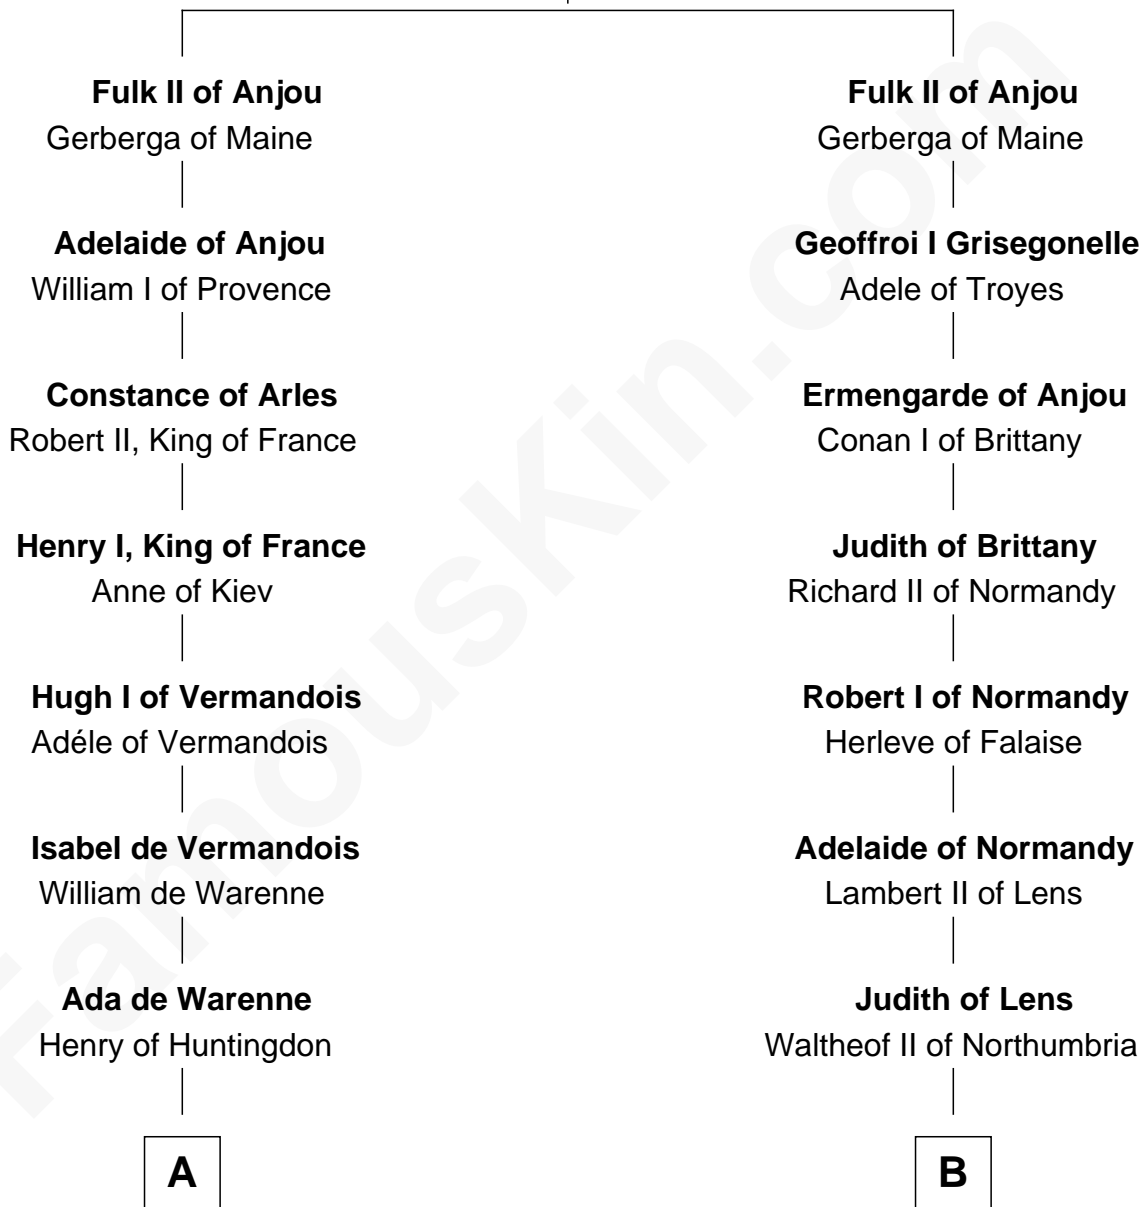 Fulk II of Anjou
Gerberga of Maine
Adelaide of Anjou
William I of Provence
Constance of Arles
Robert II, King of France
Henry I, King of France
Anne of Kiev
Hugh I of Vermandois
Adéle of Vermandois
Isabel de Vermandois
William de Warenne
Ada de Warenne
Henry of Huntingdon
A
Fulk II of Anjou
Gerberga of Maine
Geoffroi I Grisegonelle
Adele of Troyes
Ermengarde of Anjou
Conan I of Brittany
Judith of Brittany
Richard II of Normandy
Robert I of Normandy
Herleve of Falaise
Adelaide of Normandy
Lambert II of Lens
Judith of Lens
Waltheof II of Northumbria
B
FamousKin.com